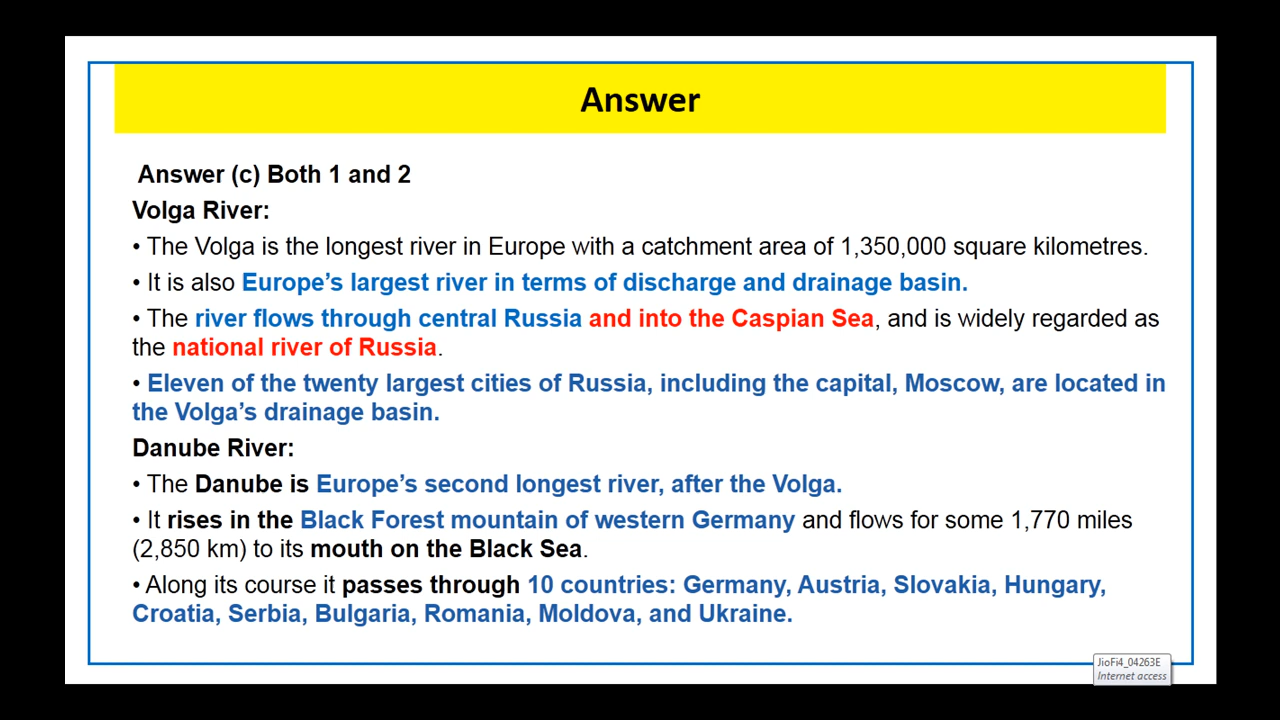 Answer
Answer (c) Both 1 and 2
Volga River:
• The Volga is the longest river in Europe with a catchment area of 1,350,000 square kilometres.
• It is also Europe’s largest river in terms of discharge and drainage basin.
• The river flows through central Russia and into the Caspian Sea, and is widely regarded as
the national river of Russia.
• Eleven of the twenty largest cities of Russia, including the capital, Moscow, are located in
the Volga’s drainage basin.
Danube River:
• The Danube is Europe’s second longest river, after the Volga.
• It rises in the Black Forest mountain of western Germany and flows for some 1,770 miles
(2,850 km) to its mouth on the Black Sea.
• Along its course it passes through 10 countries: Germany, Austria, Slovakia, Hungary,
Croatia, Serbia, Bulgaria, Romania, Moldova, and Ukraine.
JioFi4_04263E
Internet access